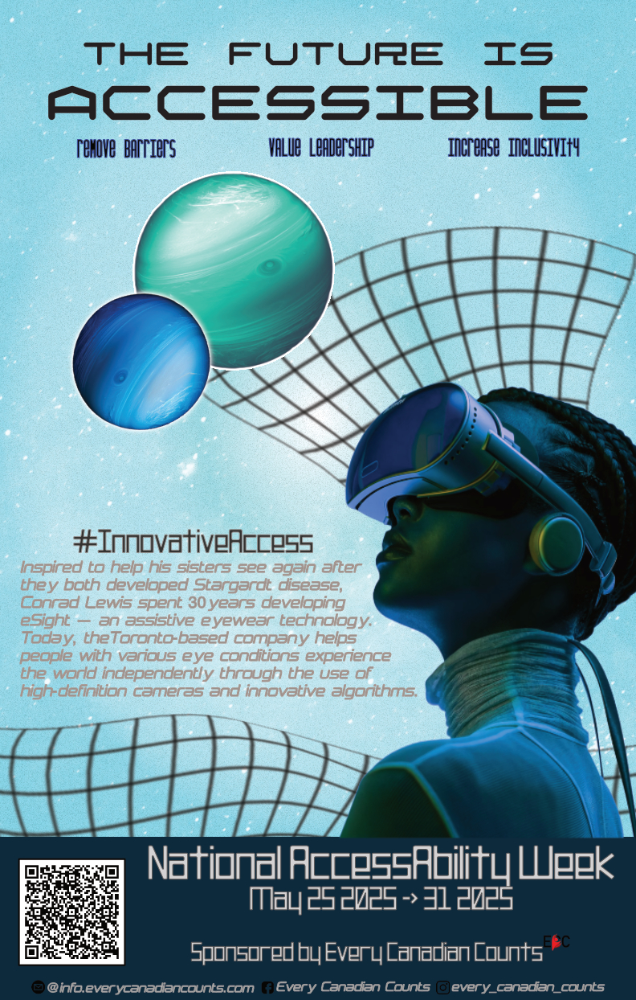 THE FUTURE IS
ACCESSIBLE
REMOVE BARRIERS VALUE LEADERSHIP INCREASE INCLUSIVITY
#InnovativeAccess
Inspired to help his sisters see again after
they both developed Stargardt disease,
Conrad Lewis spent 30 years developing
eSight — an assistive eyewear technology.
Today, theToronto-based company helps
people with various eye conditions experience
the world independently through the use of
high-definition cameras and innovative algorithms.
National AccessAbility Week
May 25 2025 -> 31 2025
Sponsored by Every Canadian Counts
@info.everycanadiancounts.com Every Canadian Counts every_canadian_counts